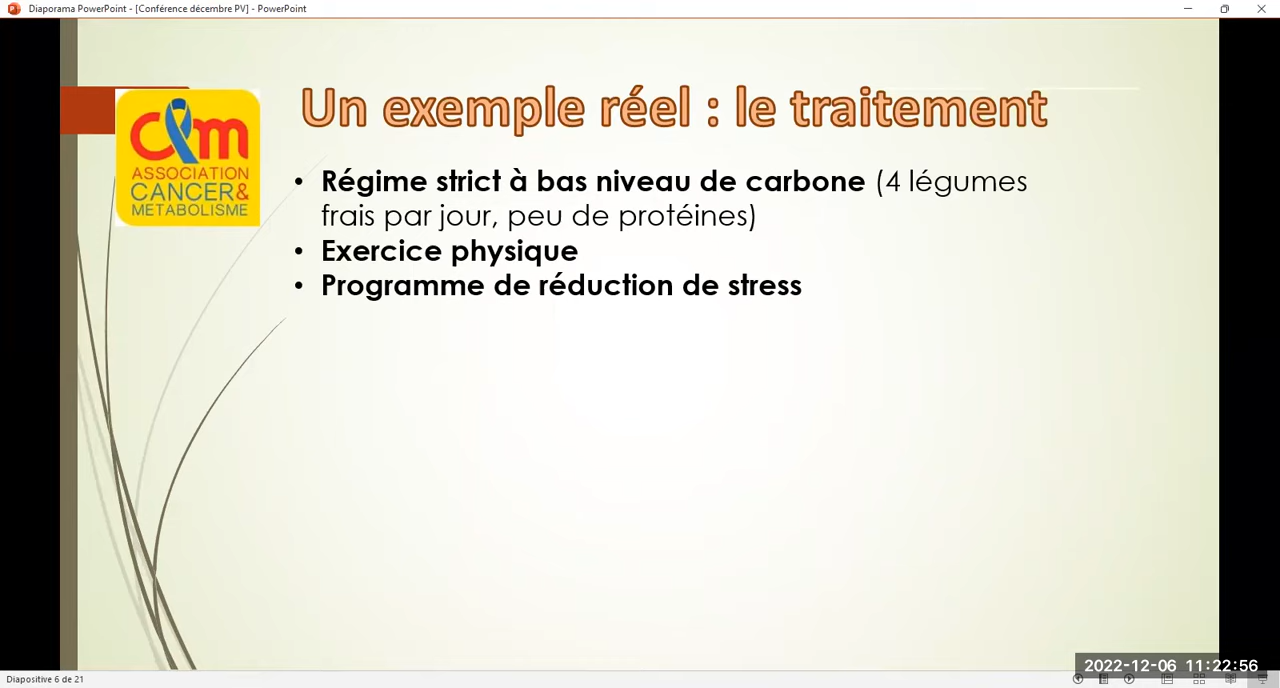 Diaporama PowerPoint - [Conférence décembre PV] - PowerPoint
Un exemple réel : le traitement
c&m
ASSOCIATION
CANCER&
METABOLISME
• Régime strict à bas niveau de carbone (4 légumes
frais par jour, peu de protéines)
• Exercice physique
• Programme de réduction de stress
2022-12-06 11:22:56
Diapositive 6 de 21